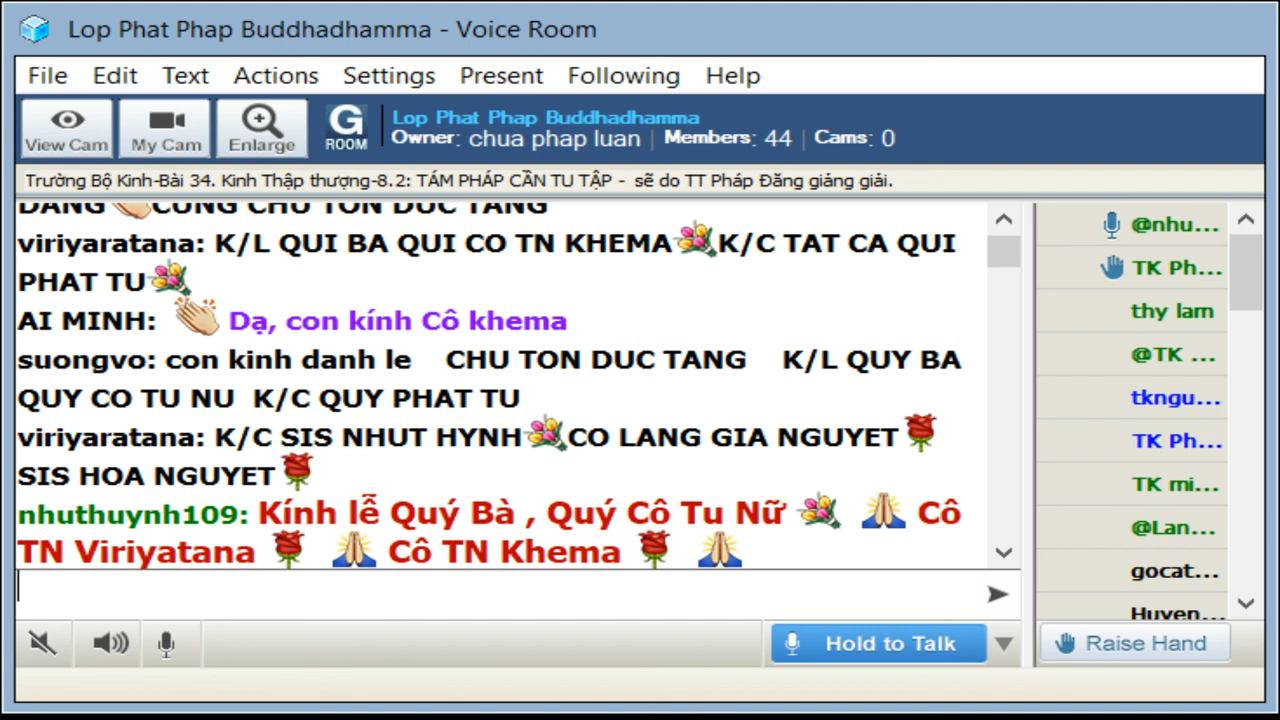 Lop Phat Phap Buddhadhamma - Voice Room
File Edit Text Actions Settings Present Following Help
View Cam My Cam Enlarge G ROOM
Lop Phat Phap Buddhadhamma
Owner: chua phap luan | Members: 44 | Cams: 0
Trường Bộ Kinh-Bài 34. Kinh Thập thượng-8.2: TÁM PHÁP CẦN TU TẬP - sẽ do TT Pháp Đăng giảng giải.
DANG CUNG CHU TON DUC TANG
viriyaratana: K/L QUI BA QUI CO TN KHEMA K/C TAT CA QUI
PHAT TU
AI MINH: Dạ, con kính Cô khema
suongvo: con kinh danh le CHU TON DUC TANG K/L QUY BA
QUY CO TU NU K/C QUY PHAT TU
viriyaratana: K/C SIS NHUT HYNH CO LANG GIA NGUYET
SIS HOA NGUYET
nhuthuynh109: Kính lễ Quý Bà , Quý Cô Tu Nữ Cô
TN Viriyatana Cô TN Khema
@nhu...
TK Ph...
thy lam
@TK ...
tkngu...
TK Ph...
TK mi...
@Lan...
gocat...
Huyen...
Hold to Talk
Raise Hand